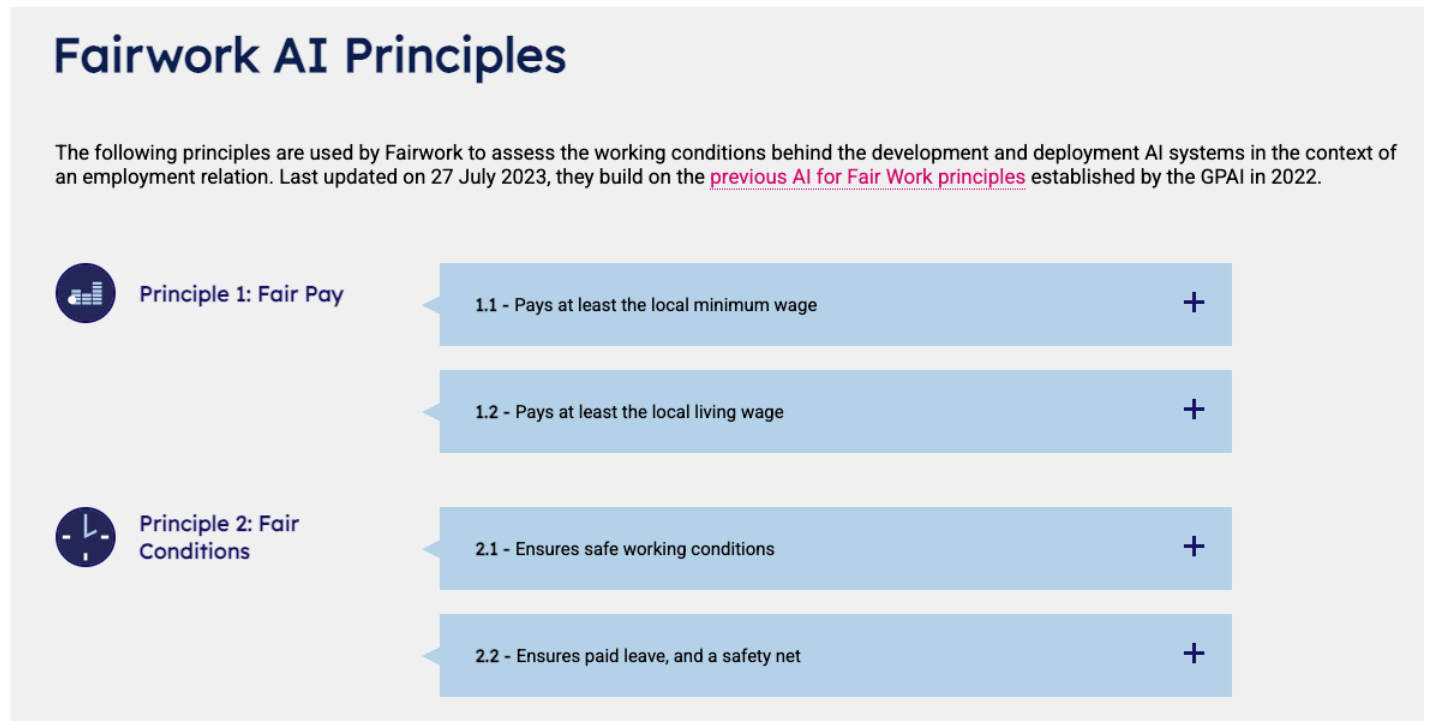 Fairwork AI Principles
The following principles are used by Fairwork to assess the working conditions behind the development and deployment AI systems in the context of
an employment relation. Last updated on 27 July 2023, they build on the previous AI for Fair Work principles established by the GPAI in 2022.
Principle 1: Fair Pay
1.1 - Pays at least the local minimum wage
1.2 - Pays at least the local living wage
Principle 2: Fair
Conditions
2.1 - Ensures safe working conditions
2.2 - Ensures paid leave, and a safety net